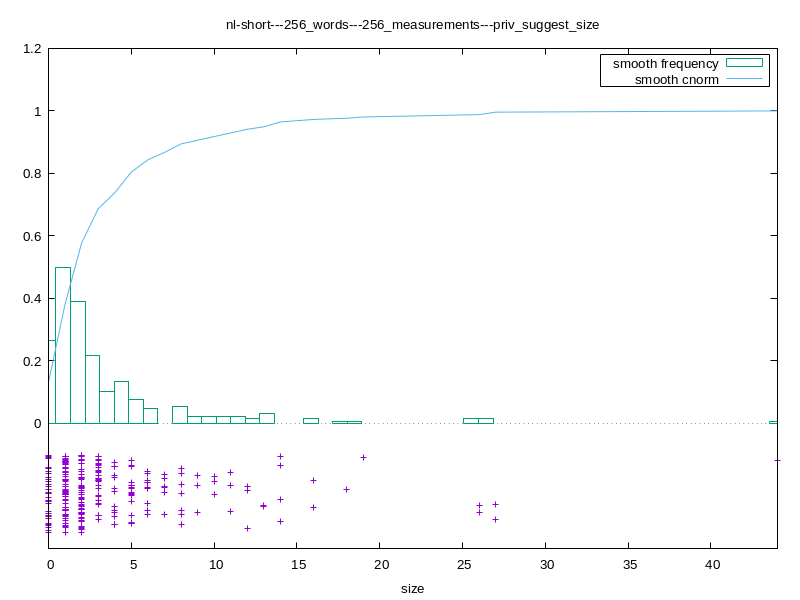 nl-short---256_words---256_measurements---priv_suggest_size
1.2
smooth frequency
smooth cnorm
1
0.8
0.6
0.4
0.2
0
0 5 10 15 20 25 30 35 40
size